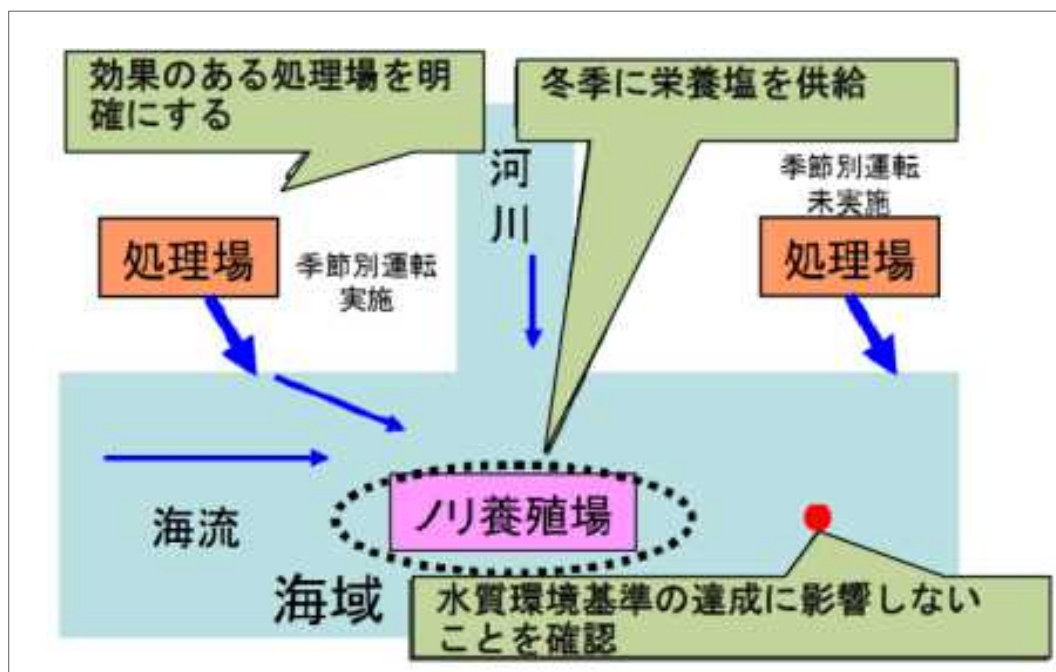 効果のある処理場を明
確にする
冬季に栄養塩を供給
河
川
季節別運転
未実施
処理場
季節別運転
実施
処理場
海流
ノリ養殖場
海域
水質環境基準の達成に影響しない
ことを確認